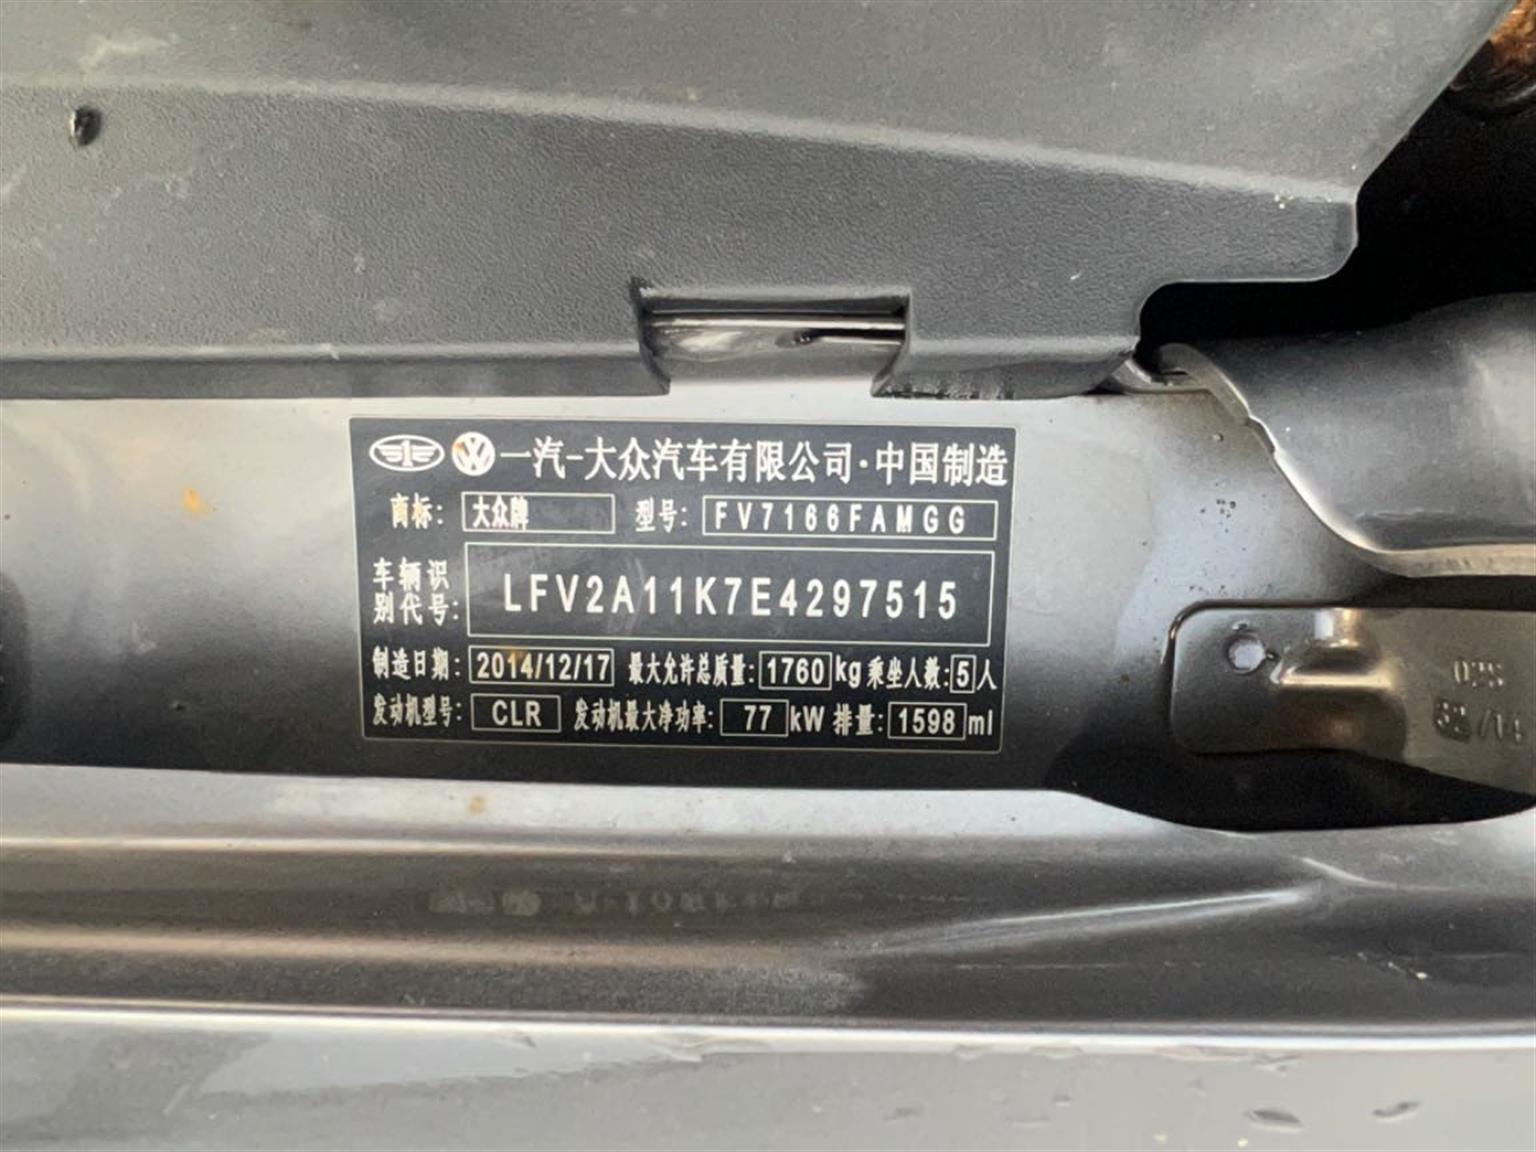 一汽-大众汽车有限公司·中国制造
商标: 大众牌 型号: FV7166FAMGG
车辆识别代号: LFV2A11K7E4297515
制造日期: 2014/12/17 最大允许总质量: 1760 kg 乘坐人数: 5 人
发动机型号: CLR 发动机最大净功率: 77 kW 排量: 1598 ml